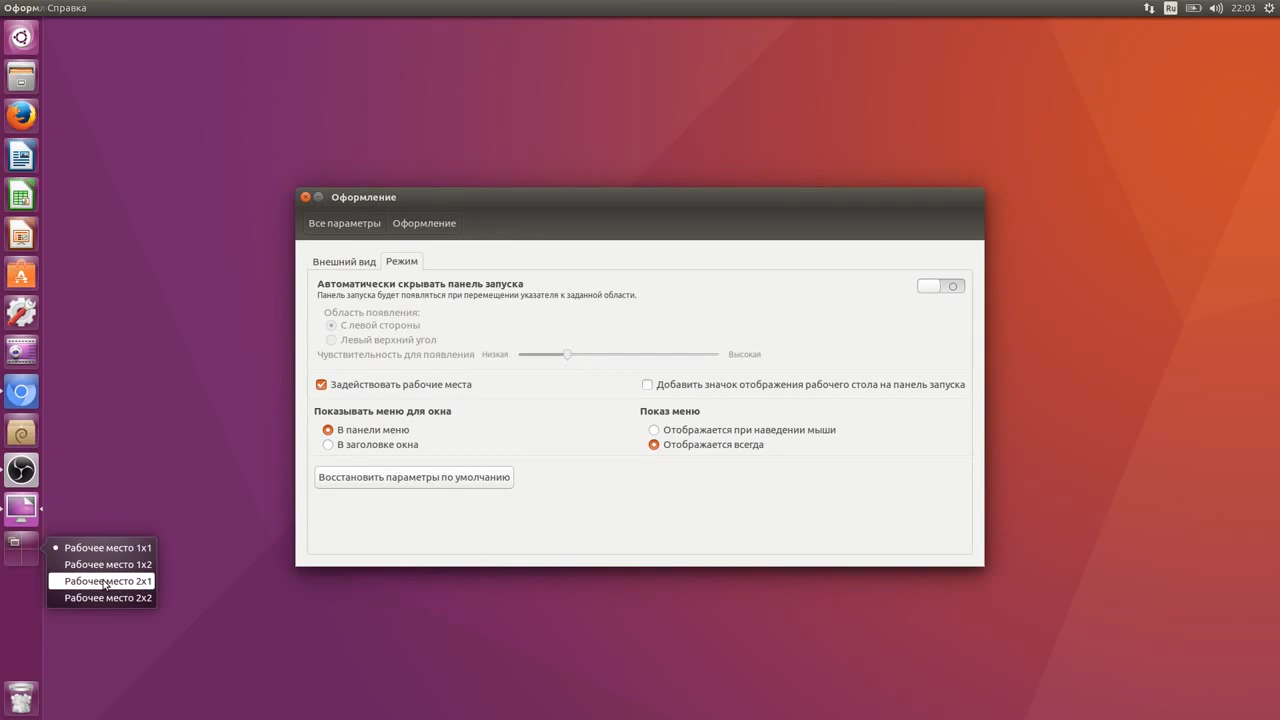 Оформл Справка
Ru
22:03
Оформление
Все параметры Оформление
Внешний вид Режим
Автоматически скрывать панель запуска
Панель запуска будет появляться при перемещении указателя к заданной области.
Область появления:
С левой стороны
Левый верхний угол
Чувствительность для появления Низкая Высокая
Задействовать рабочие места Добавить значок отображения рабочего стола на панель запуска
Показывать меню для окна Показ меню
В панели меню Отображается при наведении мыши
В заголовке окна Отображается всегда
Восстановить параметры по умолчанию
Рабочее место 1x1
Рабочее место 1x2
Рабочее место 2x1
Рабочее место 2x2